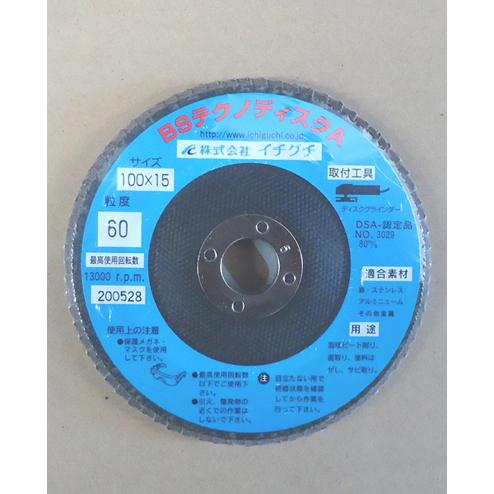 BSテクノディスクA
http://www.ichiguchi.co.jp
株式会社 イチグチ
サイズ
100×15
粒度
60
最高使用回転数
13000 r.p.m.
200528
使用上の注意
●保護メガネ・
マスクを使用
して下さい。
●最高使用回転数
以下でご使用下
さい。
●引火、爆発物の
近くでの作業は
しないで下さい。
取付工具
ディスクグラインダー
DSA-認定品
NO. 3029
80m/s
適合素材
鉄・ステンレス
アルミニューム
その他金属
用途
溶接ビート削り、
面取り、塗料は
がし、サビ取り。
注
目立たない所で
研磨状態を確認
してから作業を
行って下さい。